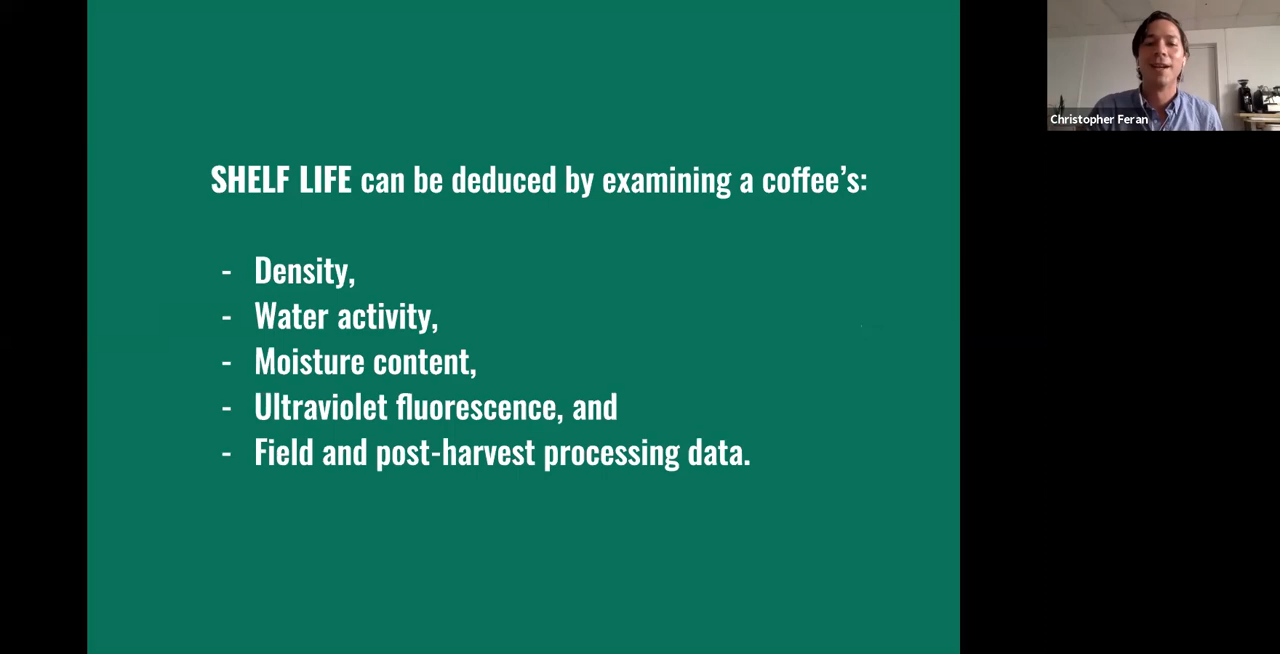 SHELF LIFE can be deduced by examining a coffee’s:
- Density,
- Water activity,
- Moisture content,
- Ultraviolet fluorescence, and
- Field and post-harvest processing data.
Christopher Feran